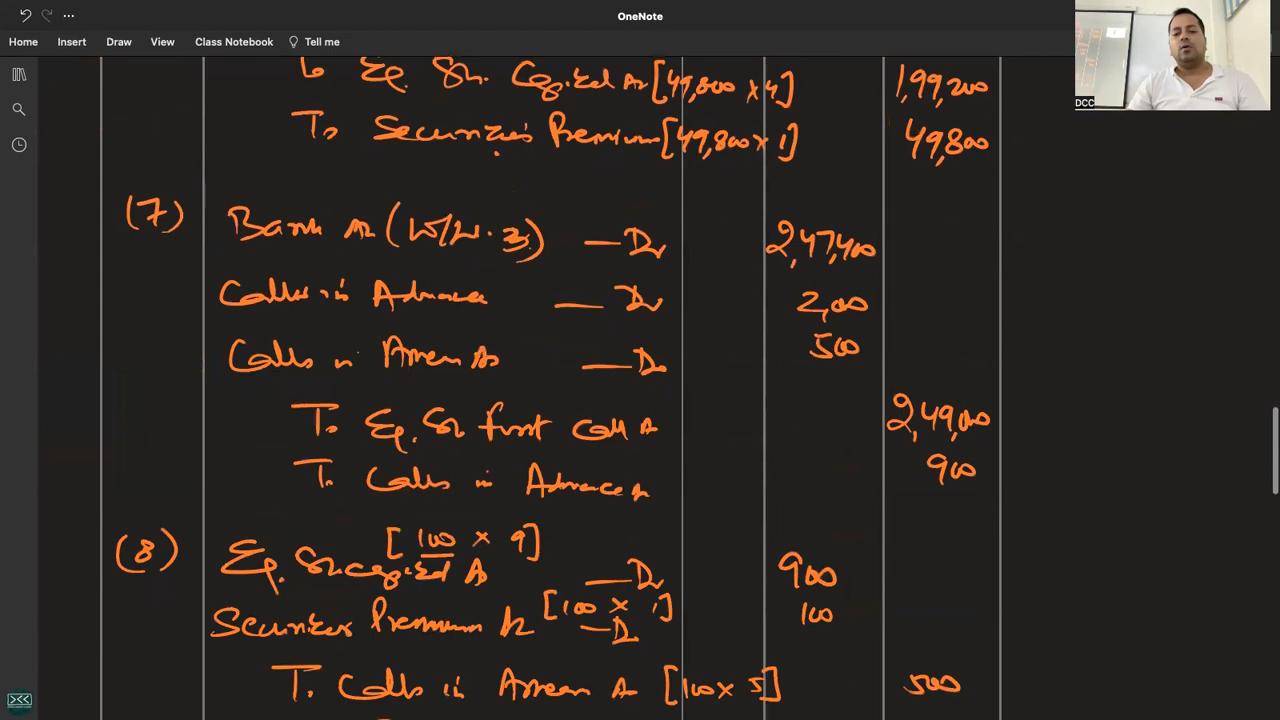 OneNote
Home Insert Draw View Class Notebook Tell me
DCC
To Eq. Sh. Capital A/c [49,800 x 4] 1,99,200
To Securities Premium [49,800 x 1] 49,800
(7) Bank A/c (W/N. 3) — Dr 2,47,400
Calls in Advance — Dr 2,000
Calls in Arrear A/c — Dr 500
To Eq. Sh first Call A/c 2,49,000
To Calls in Advance A/c 900
(8) Eq. Sh capital A/c [100 x 9] — Dr 900
Securities Premium A/c [100 x 1] — Dr 100
To Calls in Arrear A/c [100 x 5] 500